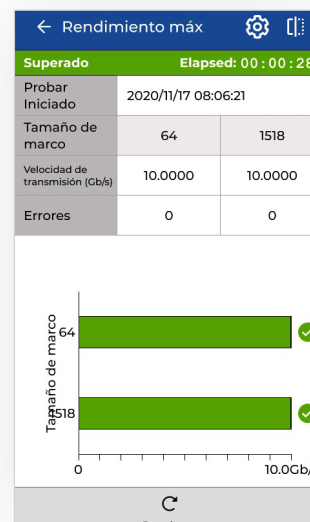 Rendimiento máx
Superado Elapsed: 00:00:28
Probar Iniciado 2020/11/17 08:06:21
Tamaño de marco 64 1518
Velocidad de transmisión (Gb/s) 10.0000 10.0000
Errores 0 0
Tamaño de marco
64
1518
0 10.0Gb/